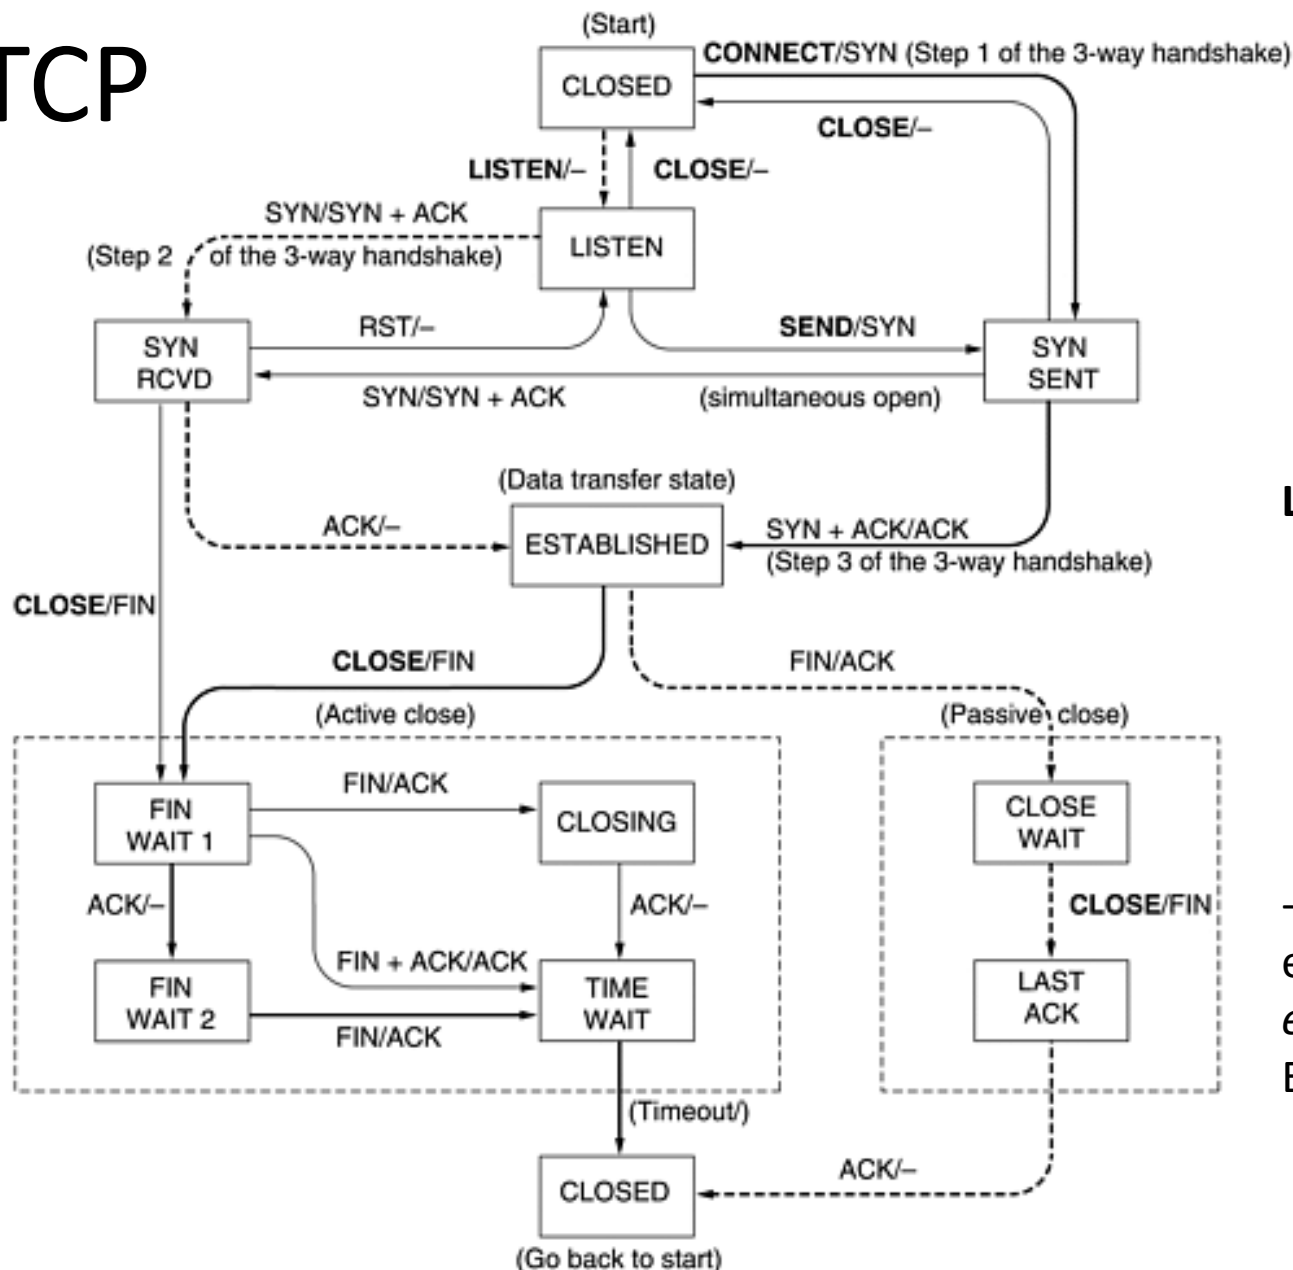 TCP
(Start)
CONNECT/SYN (Step 1 of the 3-way handshake)
CLOSED
CLOSE/–
LISTEN/–
CLOSE/–
SYN/SYN + ACK
(Step 2 of the 3-way handshake)
LISTEN
RST/–
SEND/SYN
SYN
RCVD
SYN
SENT
SYN/SYN + ACK
(simultaneous open)
(Data transfer state)
ACK/–
ESTABLISHED
SYN + ACK/ACK
(Step 3 of the 3-way handshake)
CLOSE/FIN
CLOSE/FIN
FIN/ACK
(Active close)
(Passive close)
FIN
WAIT 1
FIN/ACK
CLOSING
CLOSE
WAIT
ACK/–
ACK/–
CLOSE/FIN
FIN + ACK/ACK
FIN
WAIT 2
FIN/ACK
TIME
WAIT
LAST
ACK
(Timeout/)
ACK/–
CLOSED
(Go back to start)